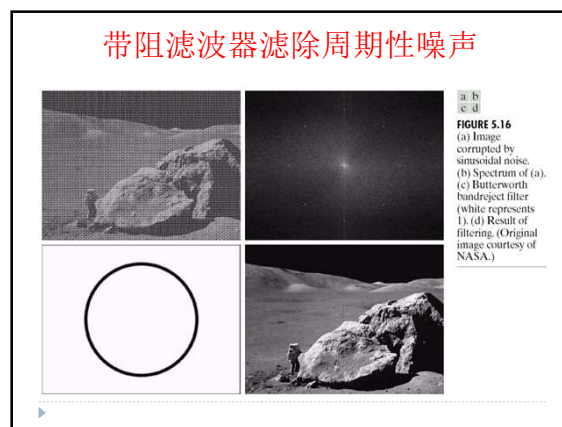 带阻滤波器滤除周期性噪声
a b
c d
FIGURE 5.16
(a) Image
corrupted by
sinusoidal noise.
(b) Spectrum of (a).
(c) Butterworth
bandreject filter
(white represents
1). (d) Result of
filtering. (Original
image courtesy of
NASA.)